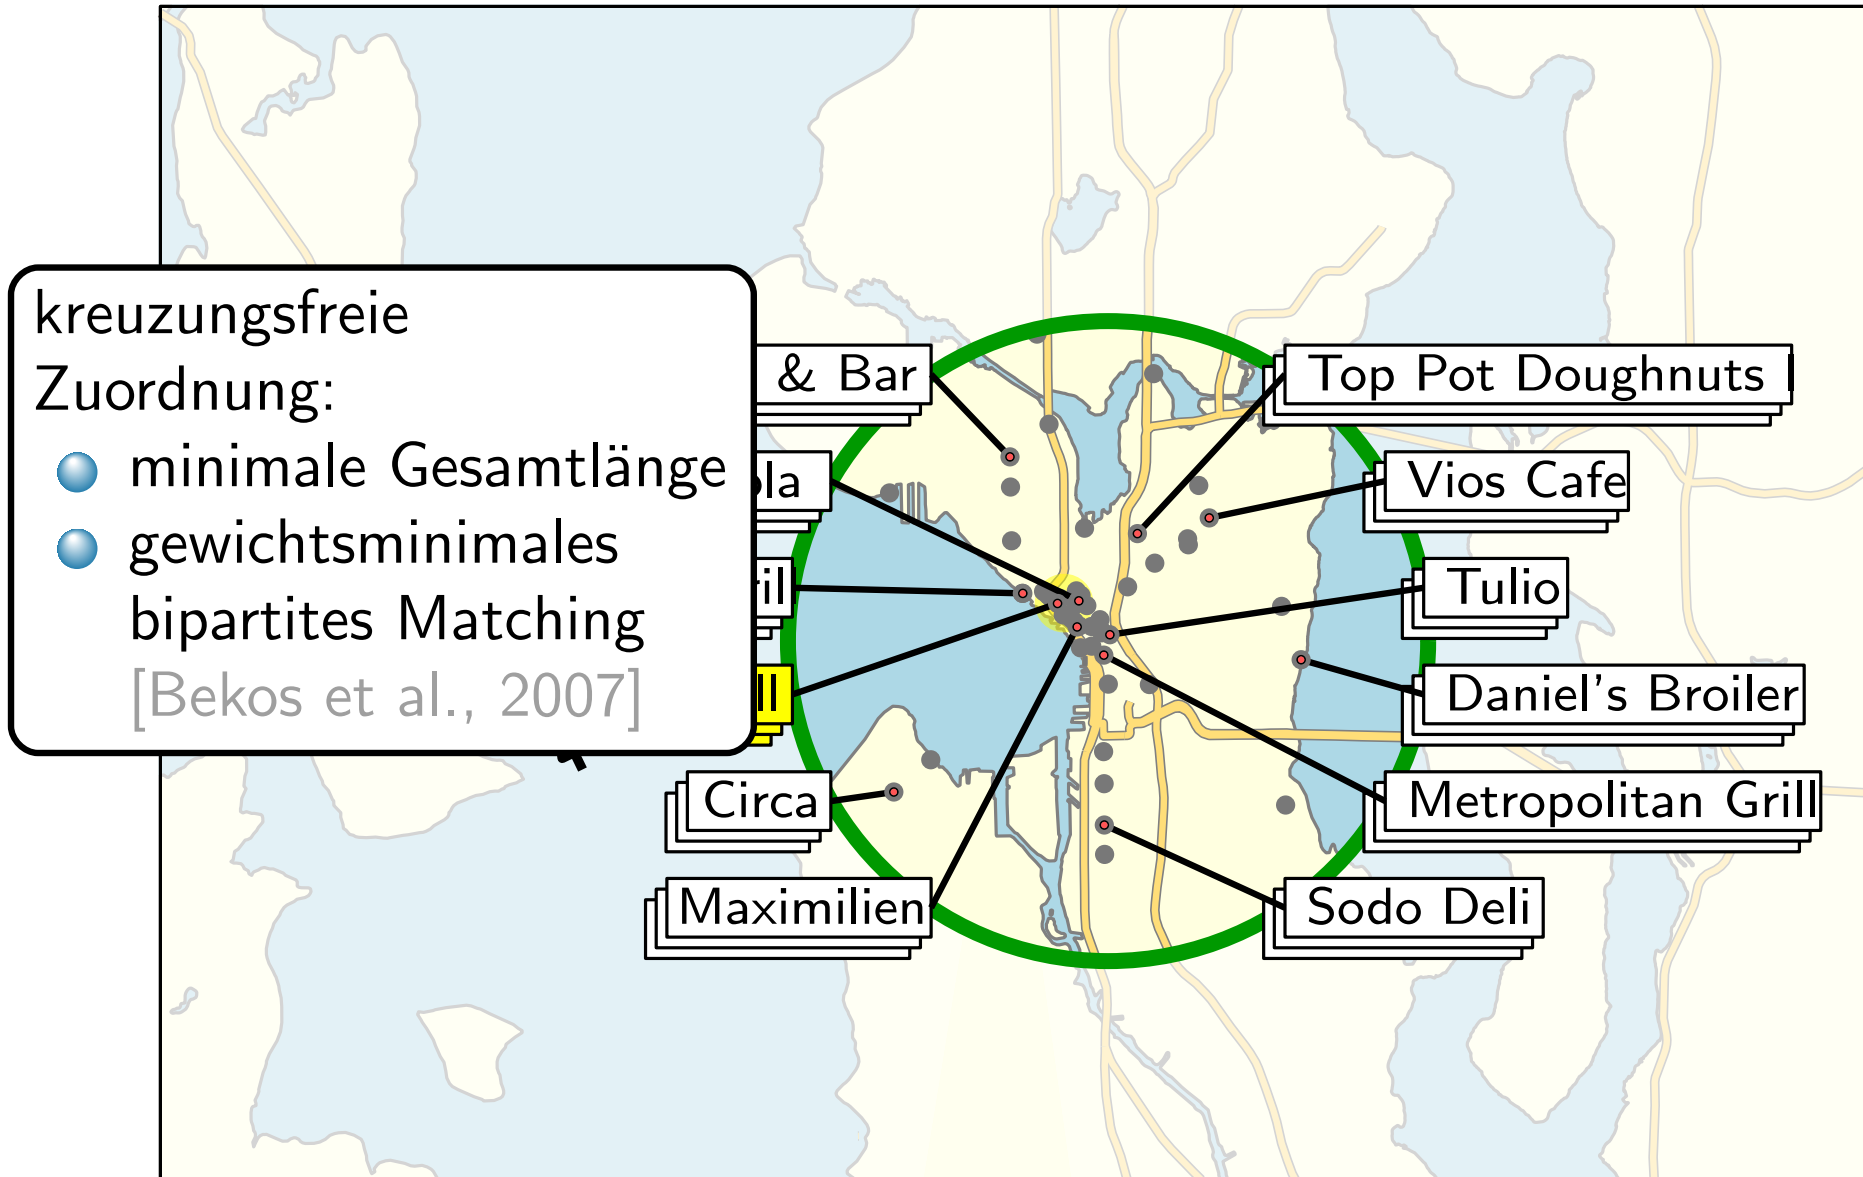 kreuzungsfreie
Zuordnung:
minimale Gesamtlänge
gewichtsminimales
bipartites Matching
[Bekos et al., 2007]
& Bar
Top Pot Doughnuts
Vios Cafe
Tulio
Daniel's Broiler
Circa
Metropolitan Grill
Maximilien
Sodo Deli